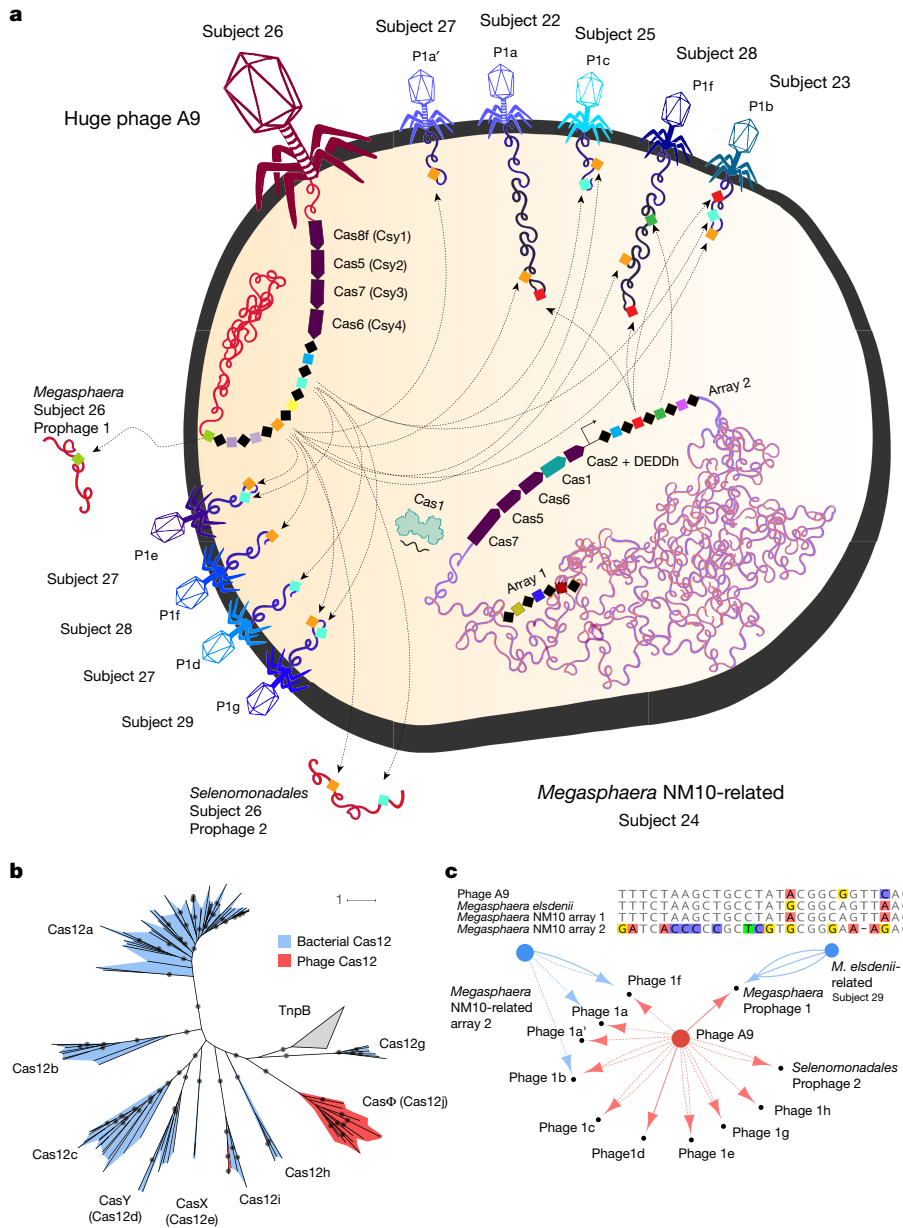 a
Subject 26
Subject 27
Subject 22
Subject 25
Subject 28
Subject 23
P1a′
P1a
P1c
P1f
P1b
Huge phage A9
Cas8f (Csy1)
Cas5 (Csy2)
Cas7 (Csy3)
Cas6 (Csy4)
Megasphaera
Subject 26
Prophage 1
Array 2
Cas2 + DEDDh
Cas1
Cas6
Cas5
Cas7
Cas1
Array 1
P1e
Subject 27
P1f
Subject 28
P1d
Subject 27
P1g
Subject 29
Selenomonadales
Subject 26
Prophage 2
Megasphaera NM10-related
Subject 24
b
1
Cas12a
Bacterial Cas12
Phage Cas12
TnpB
Cas12g
Cas12b
CasΦ (Cas12j)
Cas12c
Cas12h
Cas12i
CasY
(Cas12d)
CasX
(Cas12e)
c
Phage A9 TTTCTAAGCTGCCTATACGGCGGTTCAC
Megasphaera elsdenii TTTCTAAGCTGCCTATGCGGCAGTTAAC
Megasphaera NM10 array 1 TTTCTAAGCTGCCTATACGGCAGTTAAC
Megasphaera NM10 array 2 GATCACCCCCGCTCGTGCGGGAA-AGAC
Megasphaera
NM10-related
array 2
Phage 1f
M. elsdenii-
related
Subject 29
Megasphaera
Prophage 1
Phage 1a
Phage 1a'
Phage A9
Phage 1b
Selenomonadales
Prophage 2
Phage 1h
Phage 1c
Phage 1g
Phage1d
Phage 1e